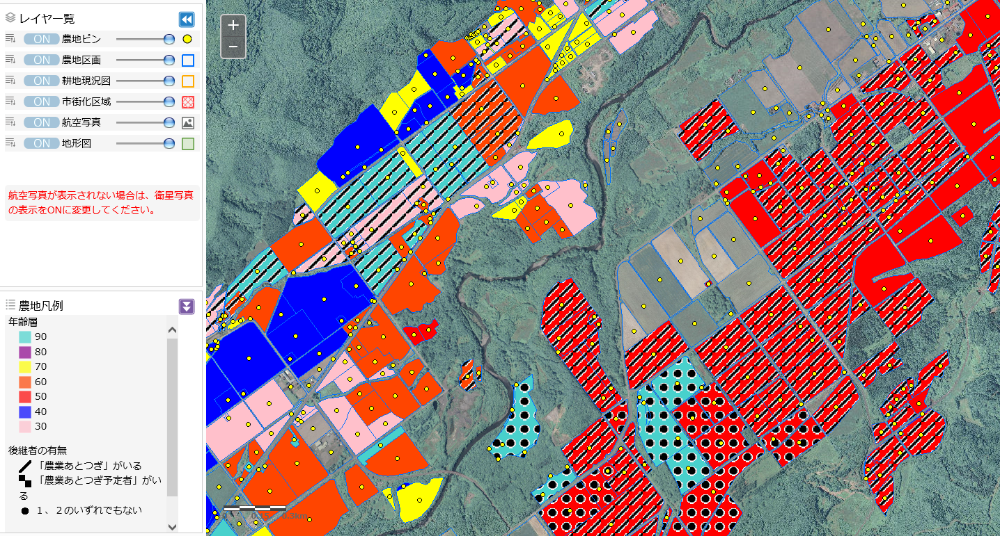 レイヤ一覧
ON 農地ピン
ON 農地区画
ON 耕地現況図
ON 市街化区域
ON 航空写真
ON 地形図
航空写真が表示されない場合は、衛星写真
の表示をONに変更してください。
農地凡例
年齢層
90
80
70
60
50
40
30
後継者の有無
「農業あとつぎ」がいる
「農業あとつぎ予定者」がい
る
１、２のいずれでもない
+
−
0.3km